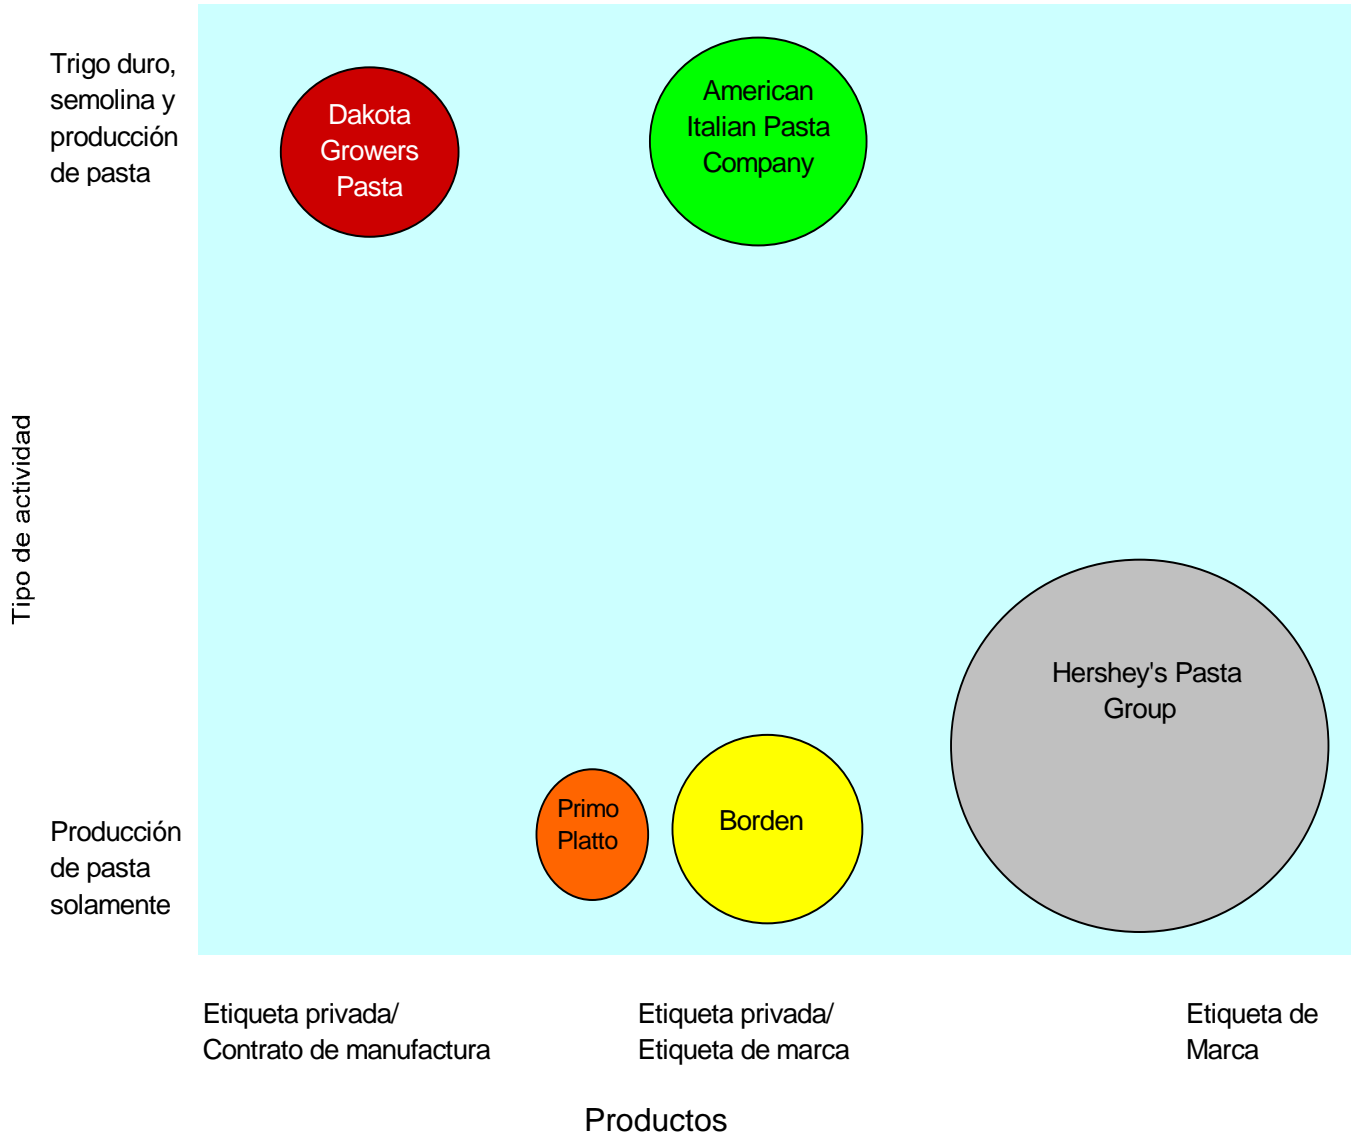 Trigo duro,
semolina y
producción
de pasta
Dakota
Growers
Pasta
American
Italian Pasta
Company
Tipo de actividad
Hershey's Pasta
Group
Primo
Platto
Borden
Producción
de pasta
solamente
Etiqueta privada/
Contrato de manufactura
Etiqueta privada/
Etiqueta de marca
Etiqueta de
Marca
Productos